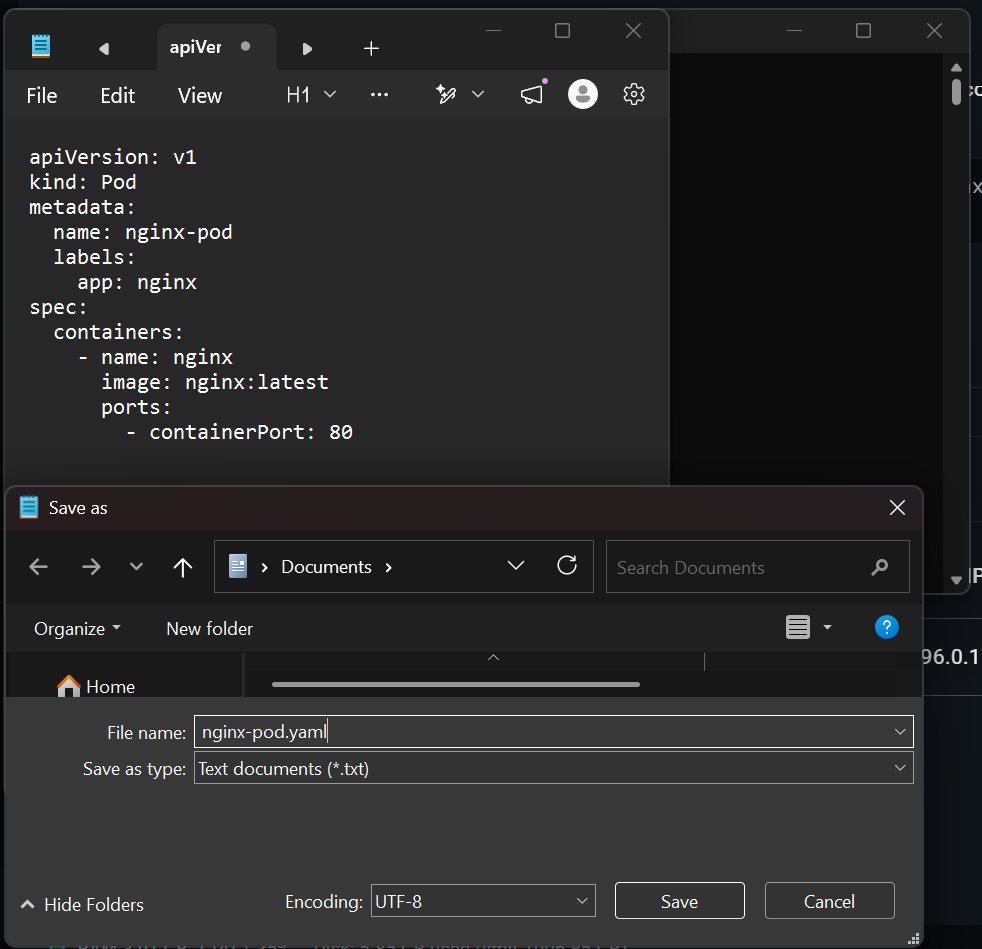 apiVer
File Edit View H1 ...
apiVersion: v1
kind: Pod
metadata:
  name: nginx-pod
  labels:
    app: nginx
spec:
  containers:
    - name: nginx
      image: nginx:latest
      ports:
        - containerPort: 80
Save as
Documents
Search Documents
Organize New folder
?
96.0.1
Home
File name: nginx-pod.yaml
Save as type: Text documents (*.txt)
Hide Folders Encoding: UTF-8 Save Cancel